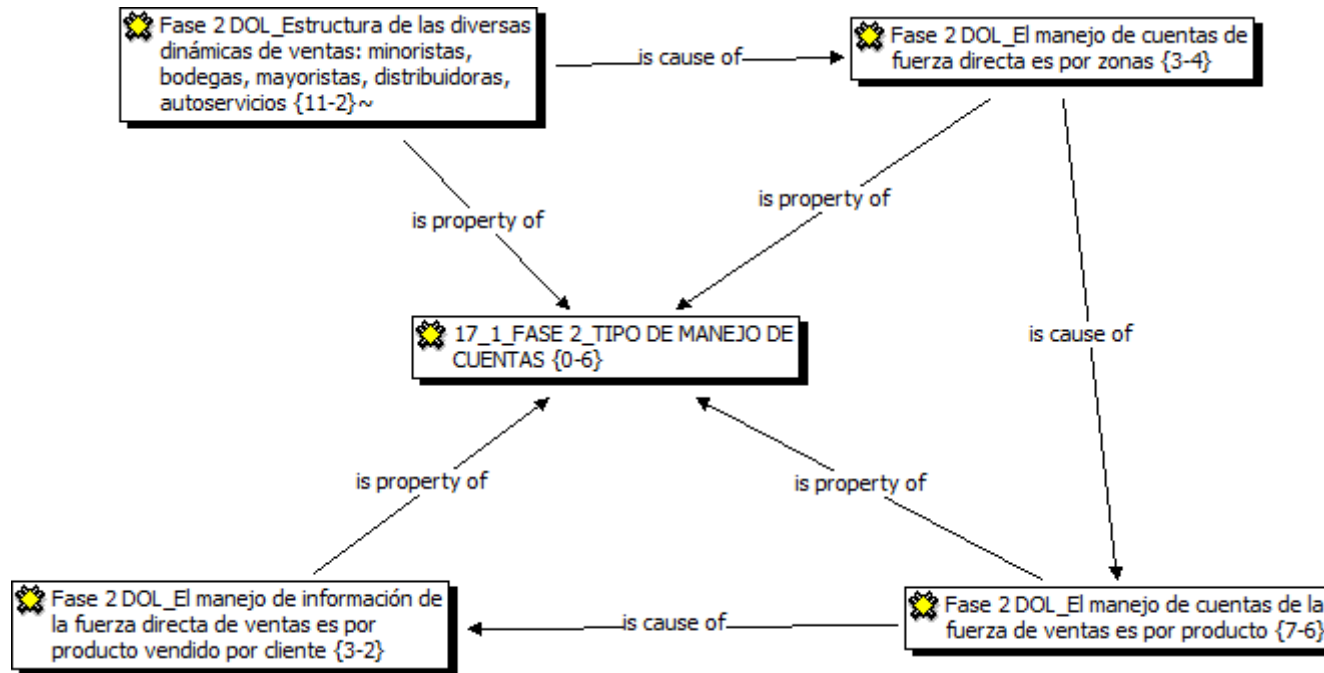 Fase 2 DOL_Estructura de las diversas
dinámicas de ventas: minoristas,
bodegas, mayoristas, distribuidoras,
autoservicios {11-2}~
is cause of
Fase 2 DOL_El manejo de cuentas de
fuerza directa es por zonas {3-4}
is property of
is property of
17_1_FASE 2_TIPO DE MANEJO DE
CUENTAS {0-6}
is cause of
is property of
is property of
Fase 2 DOL_El manejo de información de
la fuerza directa de ventas es por
producto vendido por cliente {3-2}
is cause of
Fase 2 DOL_El manejo de cuentas de la
fuerza de ventas es por producto {7-6}